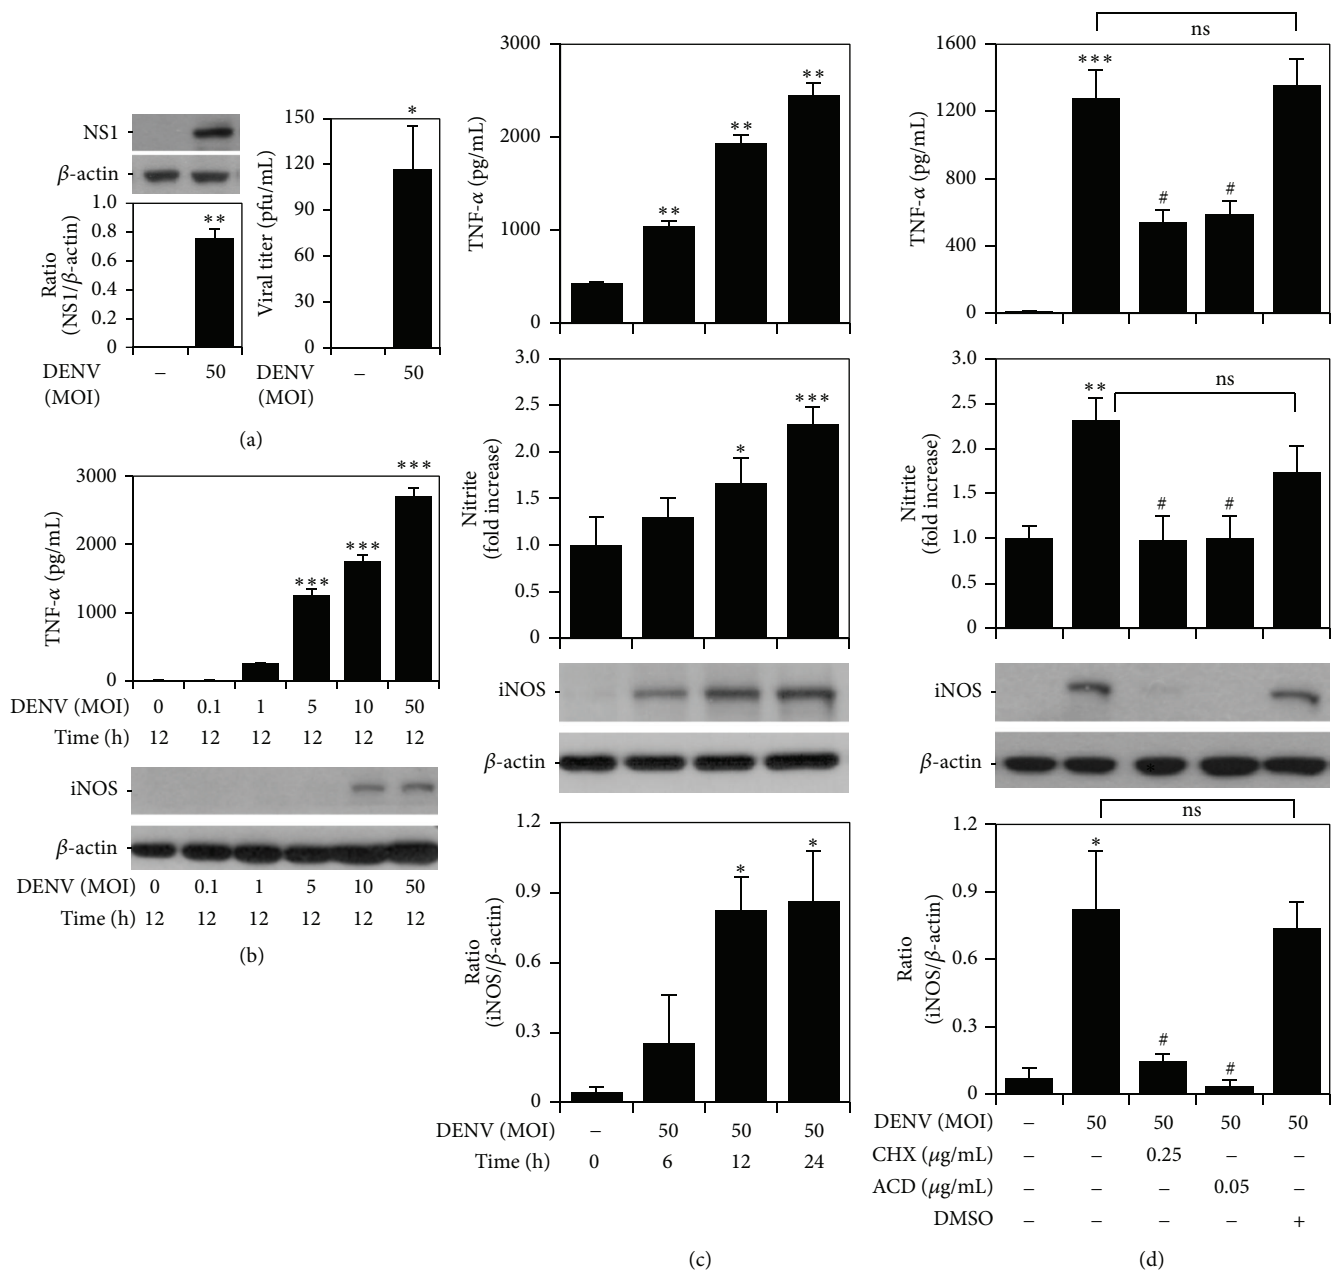 NS1
β-actin
1.0
0.8
0.6
0.4
0.2
0
Ratio
(NS1/β-actin)
**
DENV
(MOI)
– 50
150
120
90
60
30
0
Viral titer (pfu/mL)
*
DENV
(MOI)
– 50
(a)
3000
2000
1000
0
TNF-α (pg/mL)
*** *** ***
DENV (MOI) 0 0.1 1 5 10 50
Time (h) 12 12 12 12 12 12
iNOS
β-actin
DENV (MOI) 0 0.1 1 5 10 50
Time (h) 12 12 12 12 12 12
(b)
3000
2000
1000
0
TNF-α (pg/mL)
** ** **
3.0
2.5
2.0
1.5
1.0
0.5
0
Nitrite
(fold increase)
* ***
iNOS
β-actin
1.2
0.9
0.6
0.3
0
Ratio
(iNOS/β-actin)
* *
DENV (MOI) – 50 50 50
Time (h) 0 6 12 24
(c)
ns
1600
1200
800
400
0
TNF-α (pg/mL)
*** # #
3.0
2.5
2.0
1.5
1.0
0.5
0
Nitrite
(fold increase)
ns
** # #
iNOS
β-actin
ns
1.2
0.9
0.6
0.3
0
Ratio
(iNOS/β-actin)
* # #
DENV (MOI) – 50 50 50 50
CHX (μg/mL) – – 0.25 – –
ACD (μg/mL) – – – 0.05 –
DMSO – – – – +
(d)